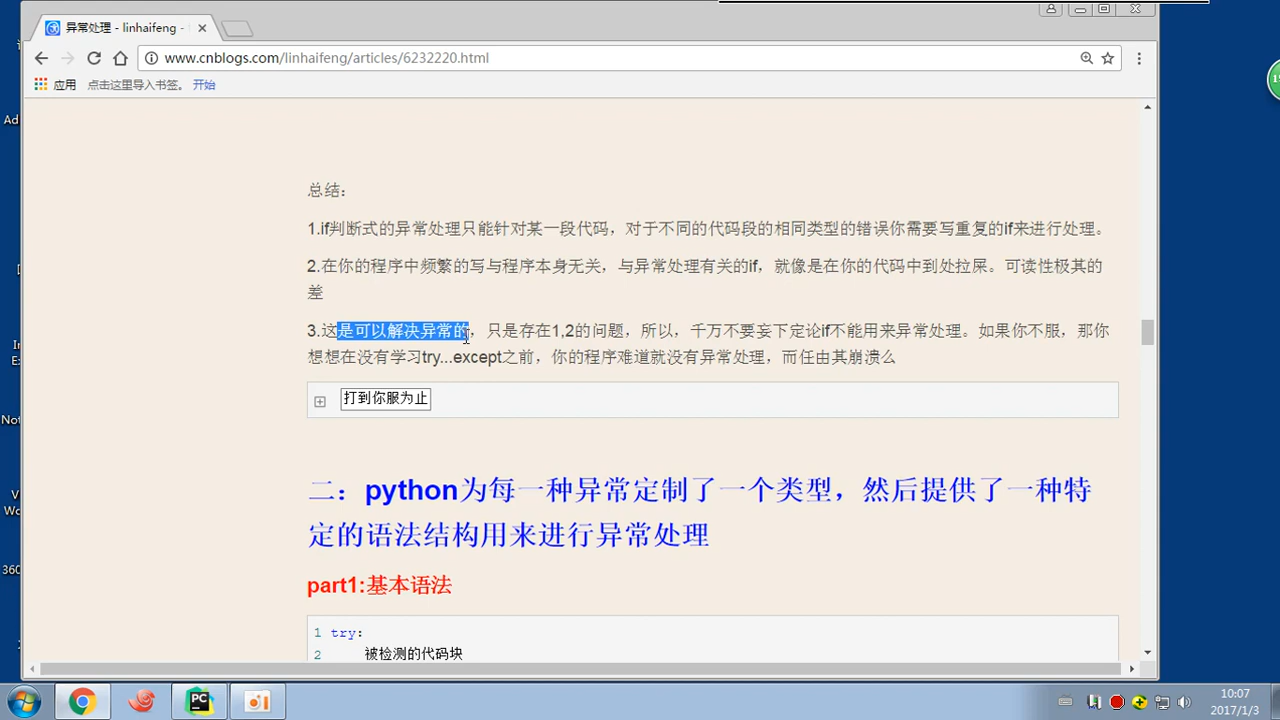 异常处理 - linhaifeng -
www.cnblogs.com/linhaifeng/articles/6232220.html
应用 点击这里导入书签。 开始
总结：
1.if判断式的异常处理只能针对某一段代码，对于不同的代码段的相同类型的错误你需要写重复的if来进行处理。
2.在你的程序中频繁的写与程序本身无关，与异常处理有关的if，就像是在你的代码中到处拉屎。可读性极其的
差
3.这是可以解决异常的，只是存在1,2的问题，所以，千万不要妄下定论if不能用来异常处理。如果你不服，那你
想想在没有学习try...except之前，你的程序难道就没有异常处理，而任由其崩溃么
打到你服为止
二：python为每一种异常定制了一个类型，然后提供了一种特
定的语法结构用来进行异常处理
part1:基本语法
1 try:
2 被检测的代码块
Ad
Not
360
10:07
2017/1/3